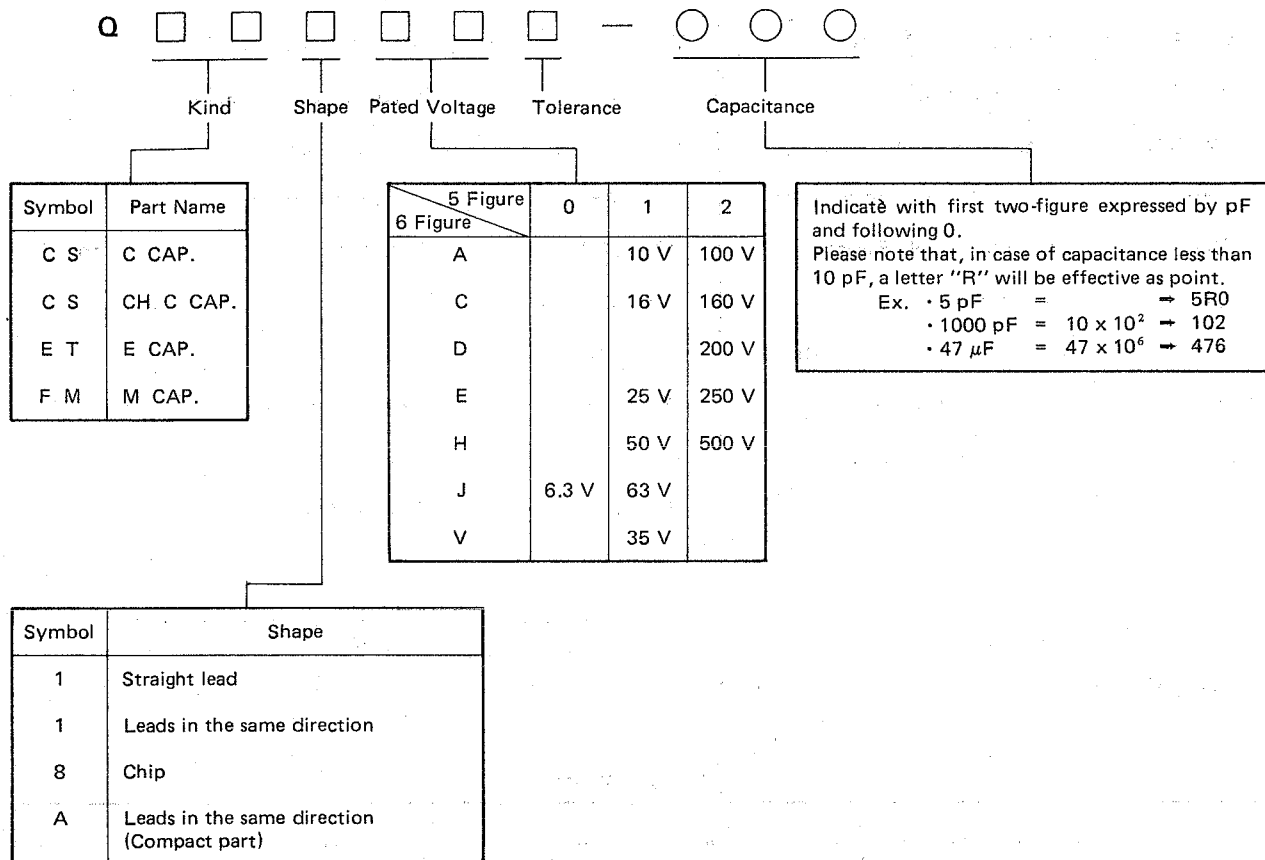 Q □ □ □ □ □ □ — ○ ○ ○
Kind Shape Pated Voltage Tolerance Capacitance
Symbol Part Name
C S C CAP.
C S CH C CAP.
E T E CAP.
F M M CAP.
5 Figure 0 1 2
6 Figure
A 10 V 100 V
C 16 V 160 V
D 200 V
E 25 V 250 V
H 50 V 500 V
J 6.3 V 63 V
V 35 V
Indicate with first two-figure expressed by pF
and following 0.
Please note that, in case of capacitance less than
10 pF, a letter "R" will be effective as point.
Ex. · 5 pF = → 5R0
· 1000 pF = 10 x 10² → 102
· 47 μF = 47 x 10⁶ → 476
Symbol Shape
1 Straight lead
1 Leads in the same direction
8 Chip
A Leads in the same direction
(Compact part)